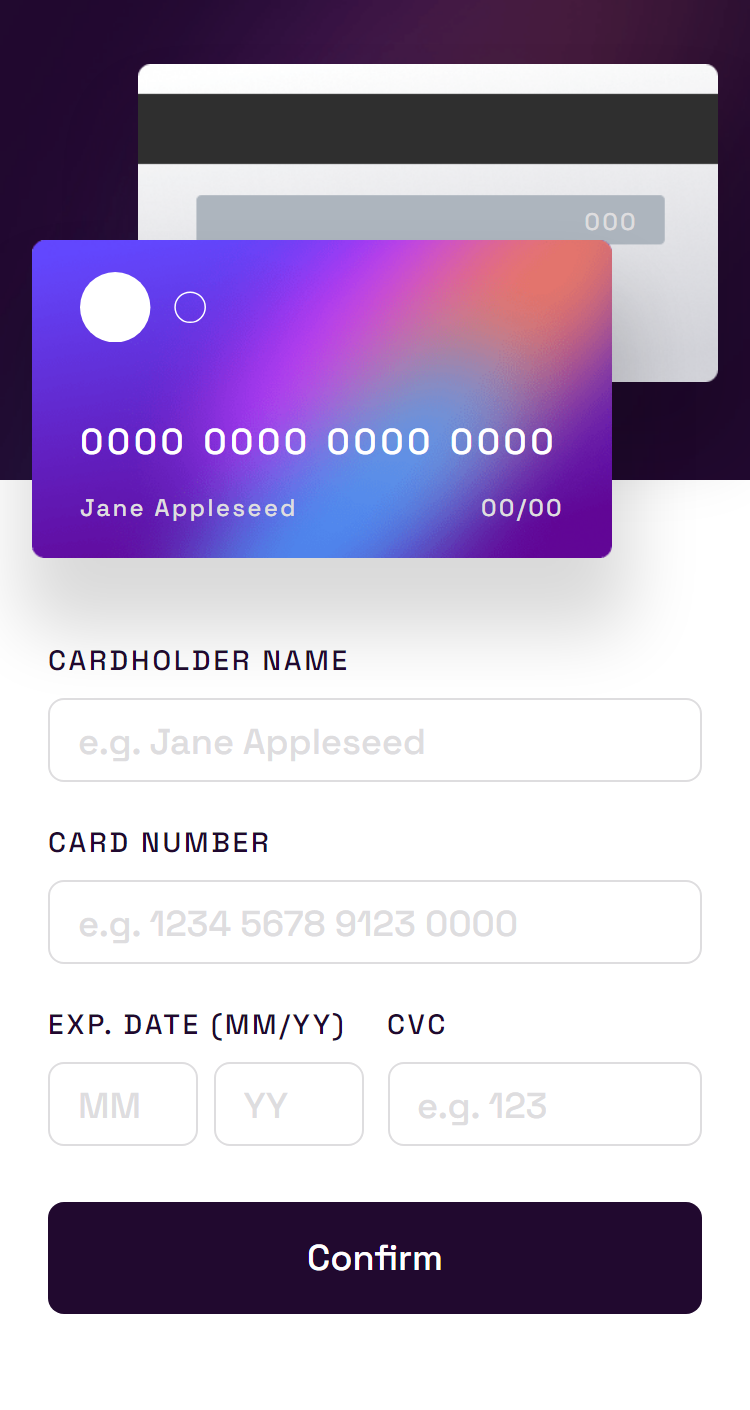 000
0000 0000 0000 0000
Jane Appleseed 00/00
CARDHOLDER NAME
e.g. Jane Appleseed
CARD NUMBER
e.g. 1234 5678 9123 0000
EXP. DATE (MM/YY) CVC
MM YY e.g. 123
Confirm